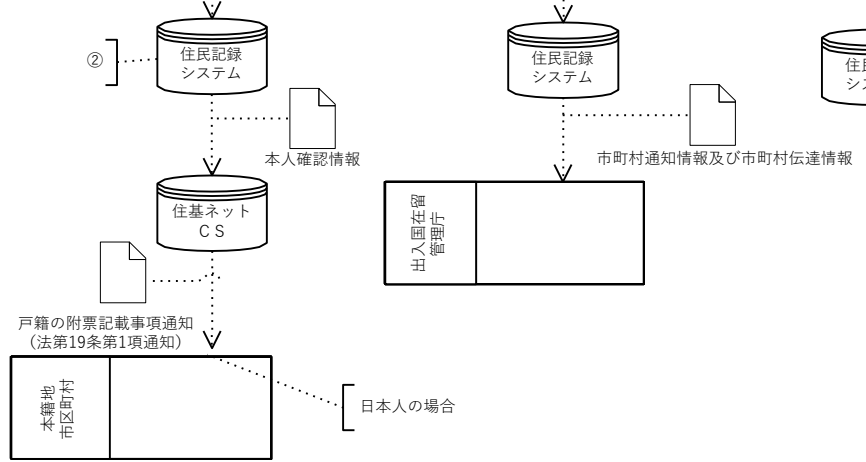 ②
住民記録
システム
本人確認情報
住基ネット
ＣＳ
戸籍の附票記載事項通知
（法第19条第1項通知）
本籍地
市区町村
日本人の場合
住民記録
システム
市町村通知情報及び市町村伝達情報
出入国在留
管理庁